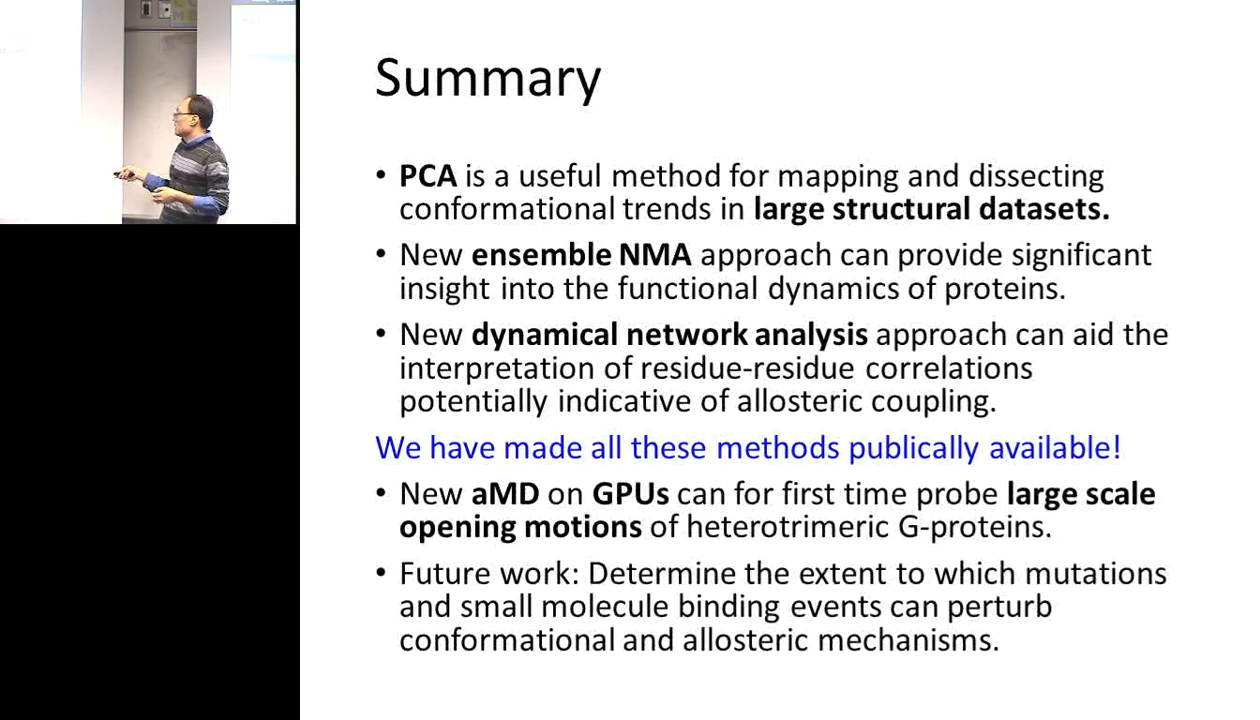 Summary
• PCA is a useful method for mapping and dissecting
conformational trends in large structural datasets.
• New ensemble NMA approach can provide significant
insight into the functional dynamics of proteins.
• New dynamical network analysis approach can aid the
interpretation of residue-residue correlations
potentially indicative of allosteric coupling.
We have made all these methods publically available!
• New aMD on GPUs can for first time probe large scale
opening motions of heterotrimeric G-proteins.
• Future work: Determine the extent to which mutations
and small molecule binding events can perturb
conformational and allosteric mechanisms.